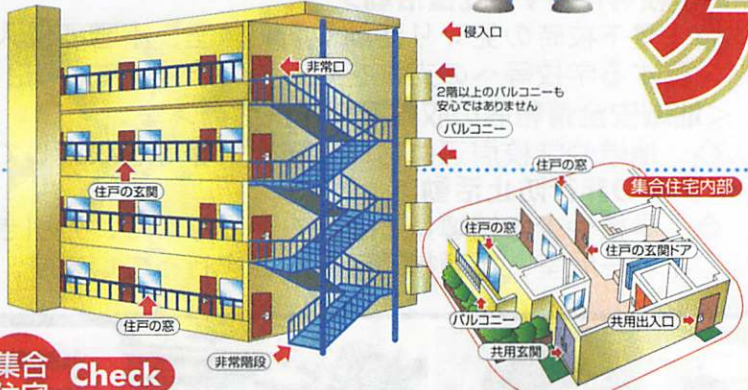 ク
侵入口
非常口
2階以上のバルコニーも
安心ではありません
バルコニー
住戸の玄関
住戸の窓
非常階段
集合住宅内部
住戸の窓
住戸の窓
住戸の玄関ドア
バルコニー
共用玄関
共用出入口
集合
住宅
Check